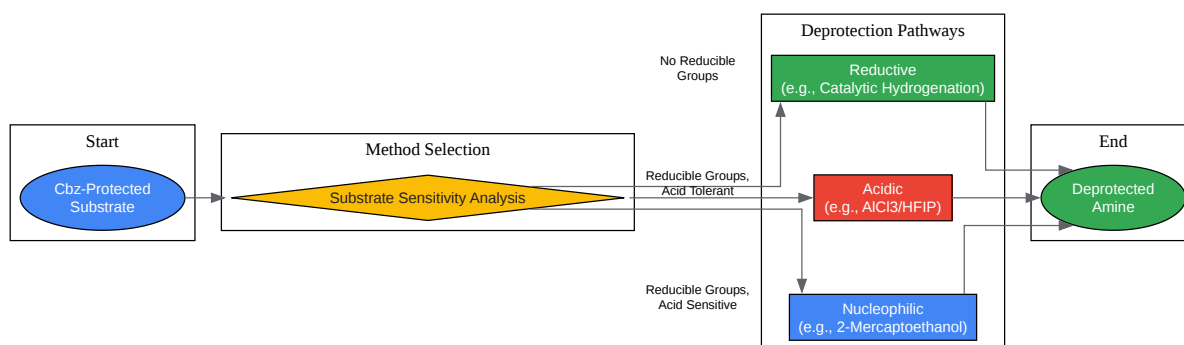 Start
Cbz-Protected
Substrate
Method Selection
Substrate Sensitivity Analysis
No Reducible
Groups
Reducible Groups,
Acid Tolerant
Reducible Groups,
Acid Sensitive
Deprotection Pathways
Reductive
(e.g., Catalytic Hydrogenation)
Acidic
(e.g., AlCl3/HFIP)
Nucleophilic
(e.g., 2-Mercaptoethanol)
End
Deprotected
Amine